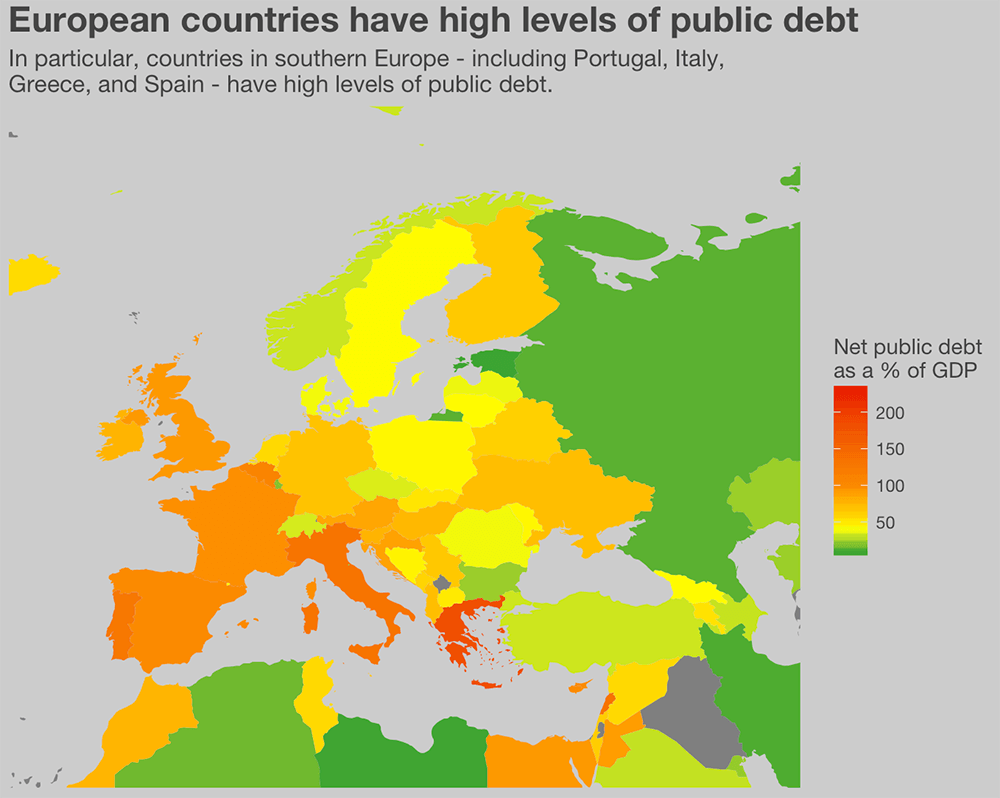 European countries have high levels of public debt
In particular, countries in southern Europe - including Portugal, Italy,
Greece, and Spain - have high levels of public debt.
Net public debt
as a % of GDP
200
150
100
50